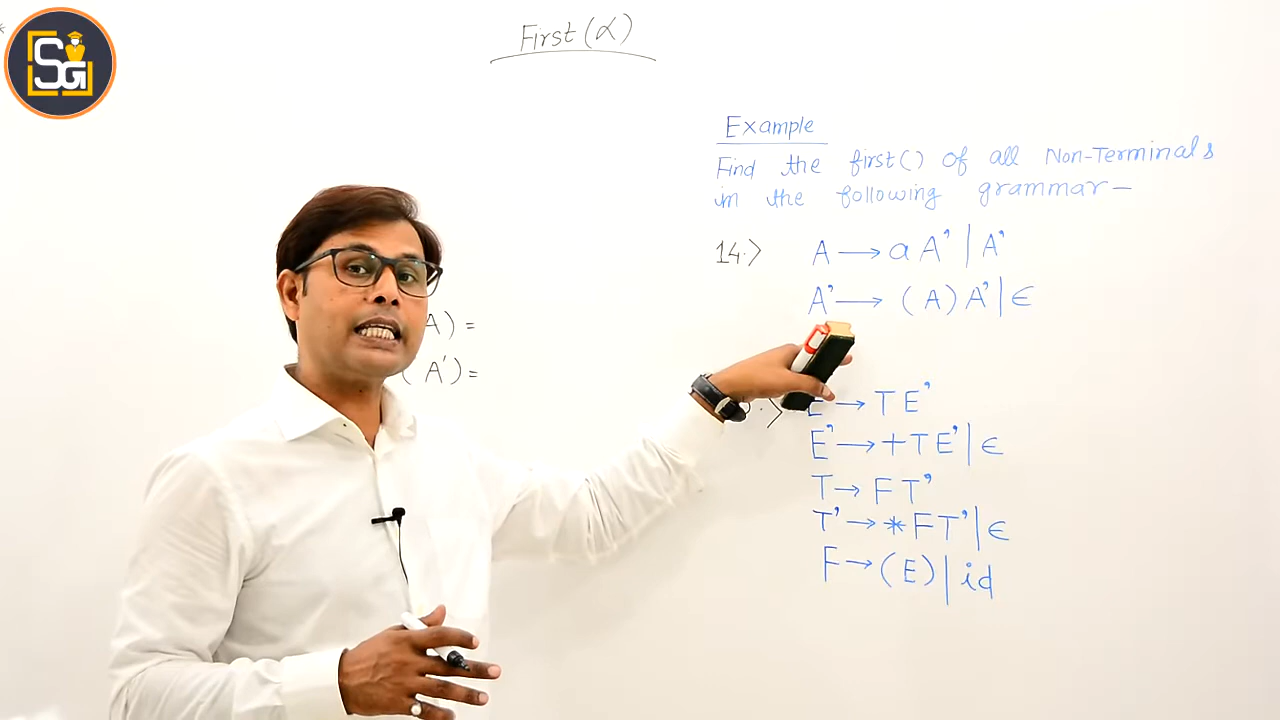 SG
First(α)
Example
Find the first() of all Non-Terminals
in the following grammar-
14.> A → aA' | A'
A' → (A)A' | ϵ
A) =
(A') =
E → TE'
E' → +TE' | ϵ
T → FT'
T' → *FT' | ϵ
F → (E) | id